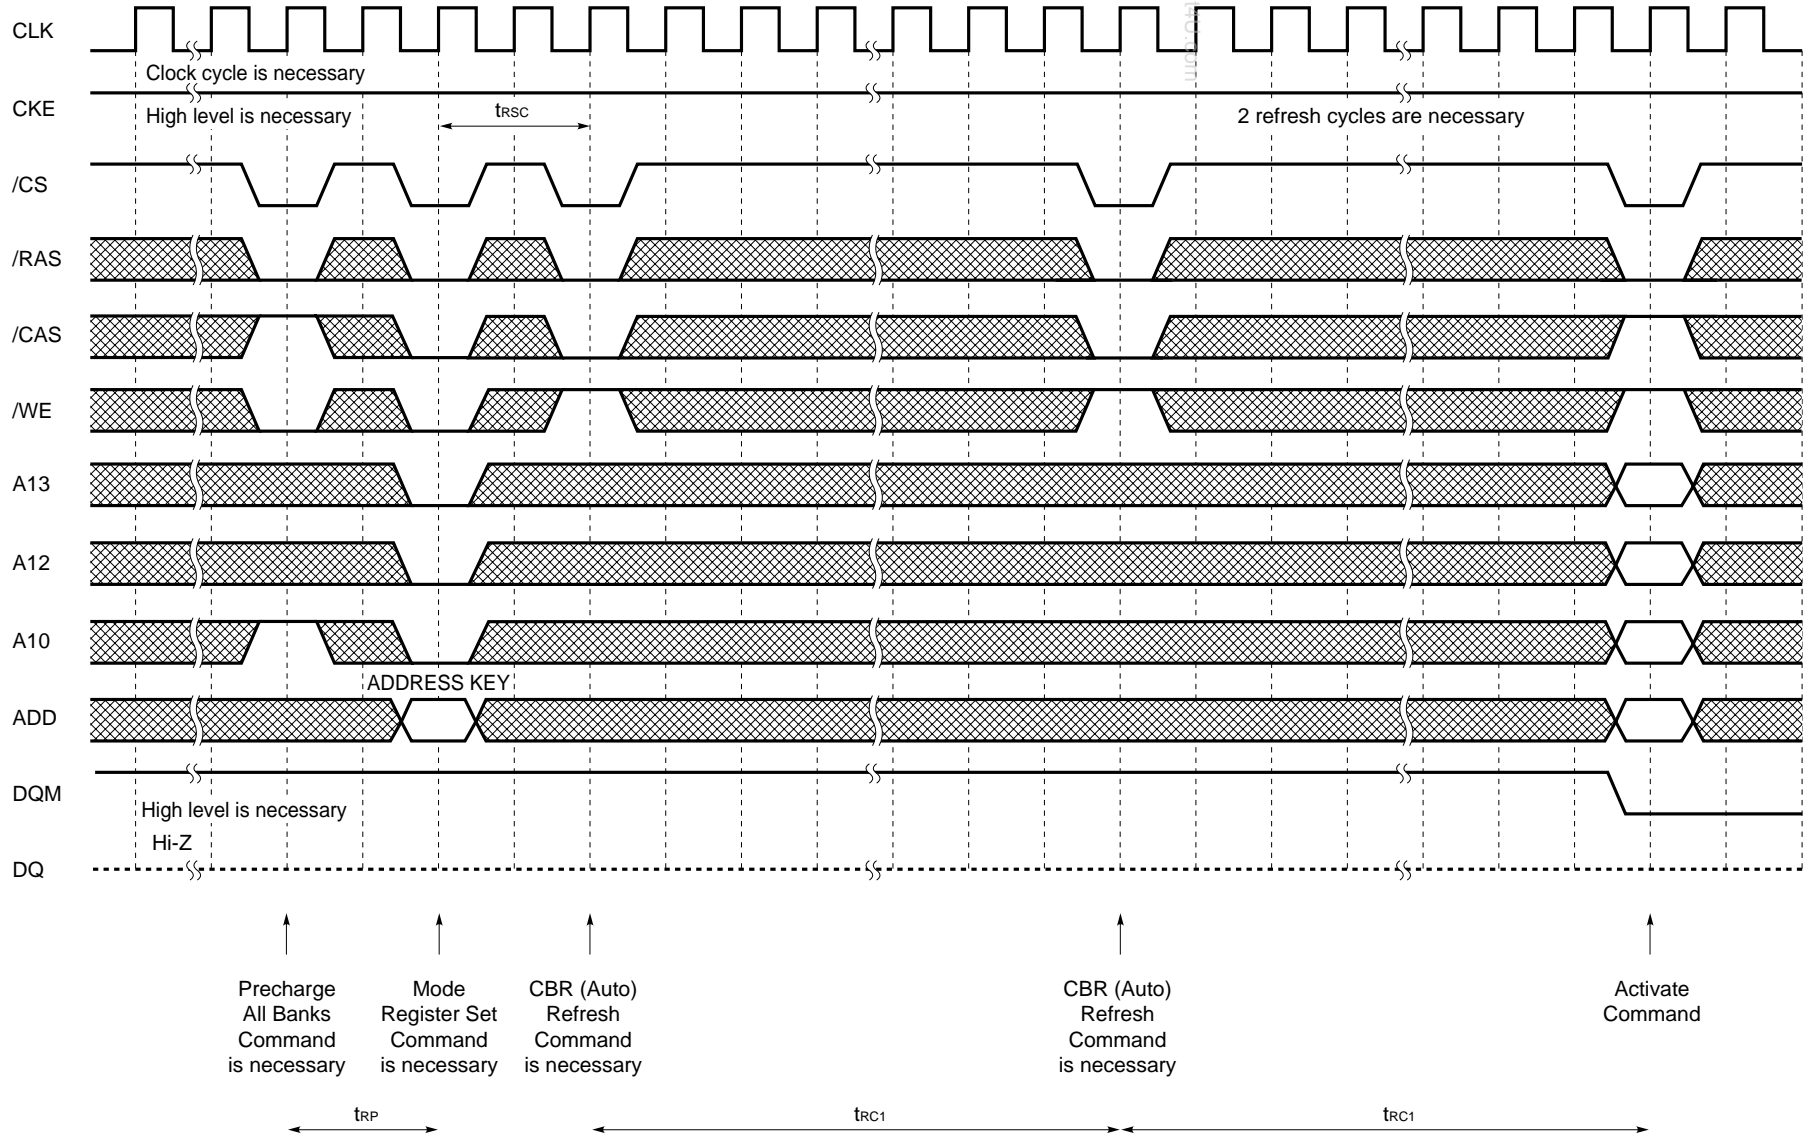 CLK
Clock cycle is necessary
CKE
High level is necessary
tRSC
2 refresh cycles are necessary
/CS
/RAS
/CAS
/WE
A13
A12
A10
ADDRESS KEY
ADD
DQM
High level is necessary
Hi-Z
DQ
Precharge
All Banks
Command
is necessary
Mode
Register Set
Command
is necessary
CBR (Auto)
Refresh
Command
is necessary
CBR (Auto)
Refresh
Command
is necessary
Activate
Command
tRP
tRC1
tRC1